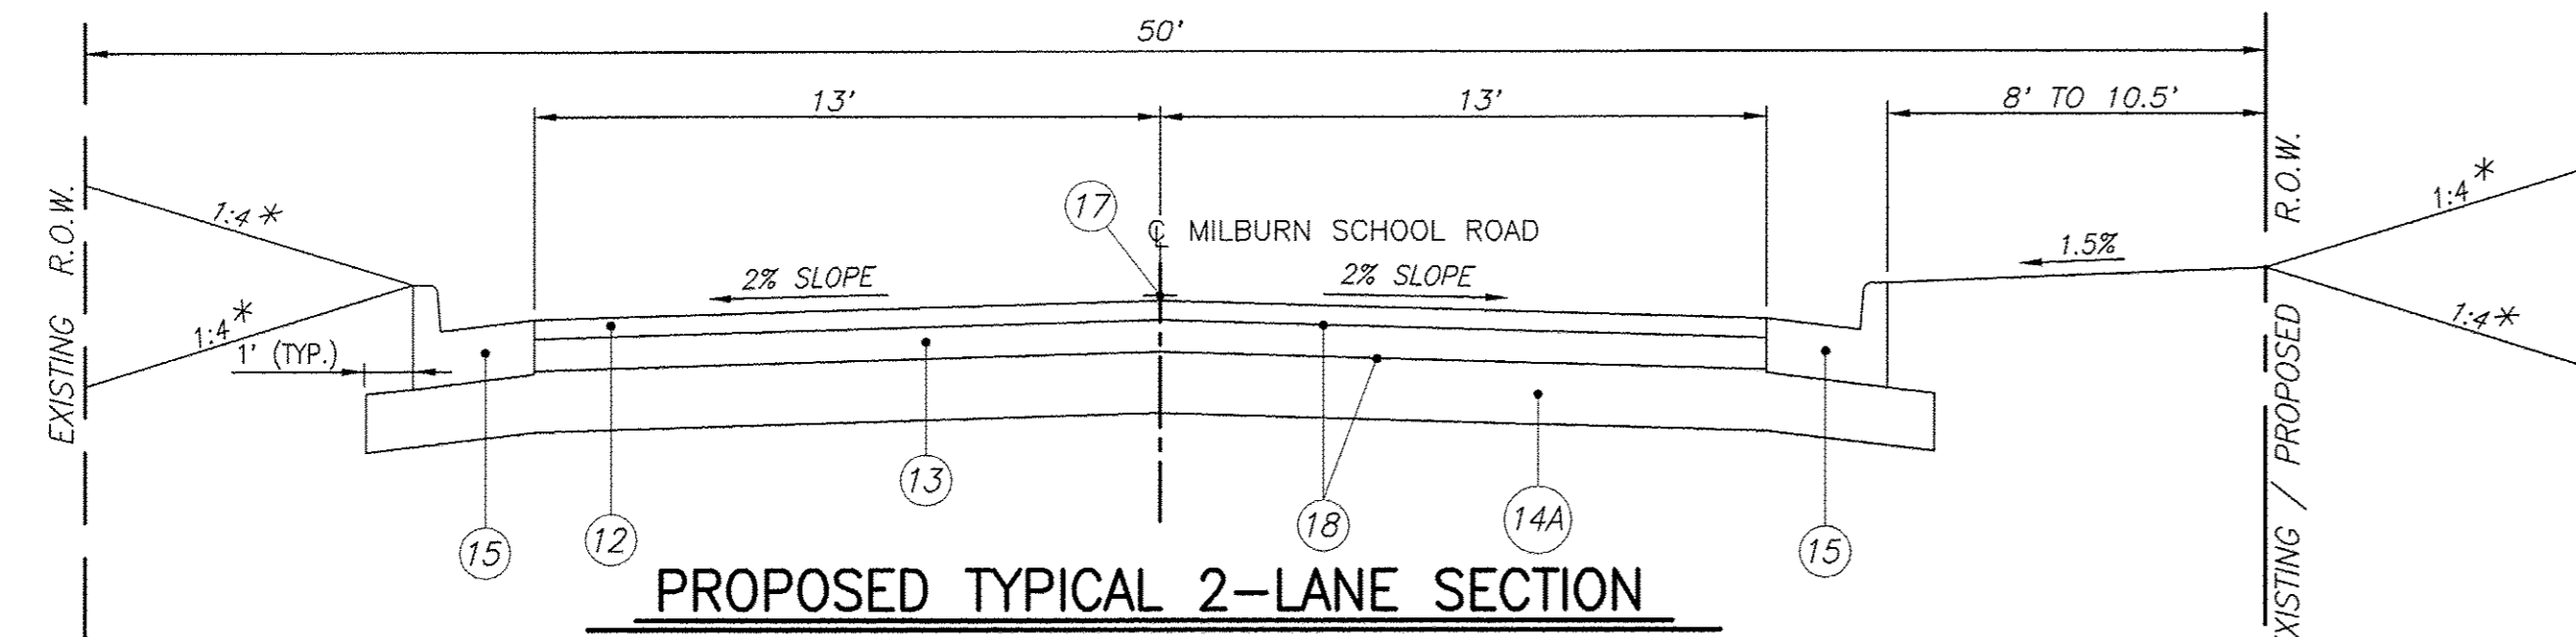 50'
13'
13'
8' TO 10.5'
17
℄ MILBURN SCHOOL ROAD
1:4*
1:4*
1:4*
1:4*
2% SLOPE
2% SLOPE
1.5%
1' (TYP.)
EXISTING R.O.W.
EXISTING / PROPOSED R.O.W.
15
12
13
18
14A
15
PROPOSED TYPICAL 2-LANE SECTION